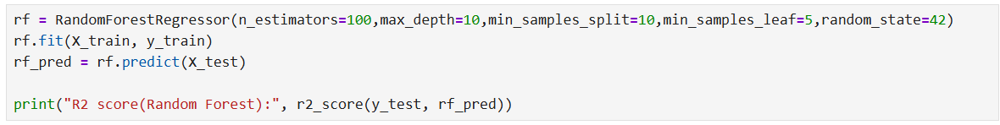 rf = RandomForestRegressor(n_estimators=100,max_depth=10,min_samples_split=10,min_samples_leaf=5,random_state=42)
rf.fit(X_train, y_train)
rf_pred = rf.predict(X_test)
print("R2 score(Random Forest):", r2_score(y_test, rf_pred))